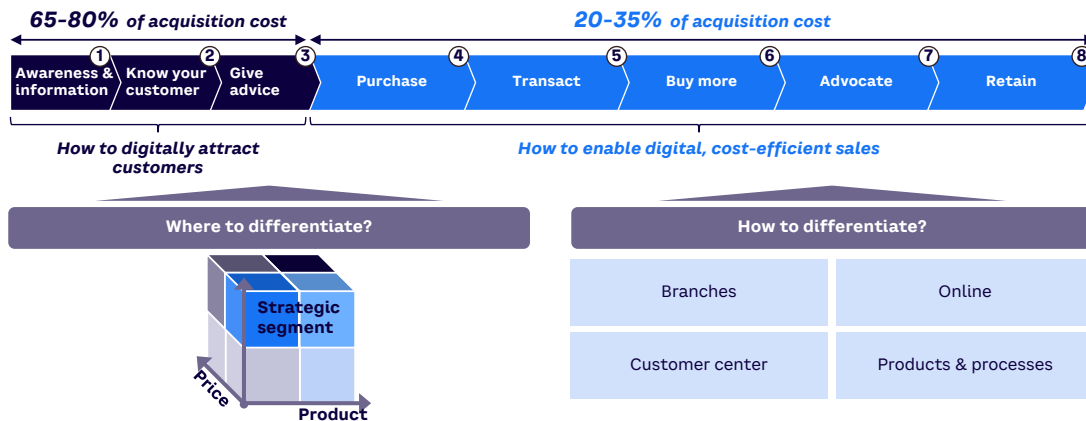 65-80% of acquisition cost
20-35% of acquisition cost
1
2
3
4
5
6
7
8
Awareness &
information
Know your
customer
Give
advice
Purchase
Transact
Buy more
Advocate
Retain
How to digitally attract
customers
How to enable digital, cost-efficient sales
Where to differentiate?
How to differentiate?
Strategic
segment
Price
Product
Branches
Online
Customer center
Products & processes